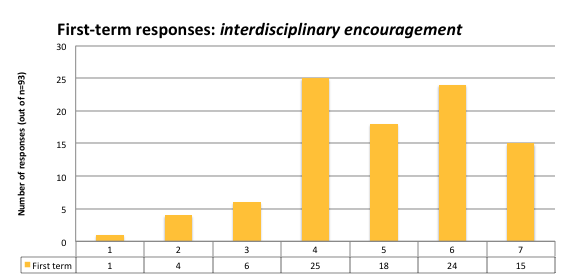 First-term responses: interdisciplinary encouragement
Number of responses (out of n=93)
30
25
20
15
10
5
0
1 2 3 4 5 6 7
First term 1 4 6 25 18 24 15